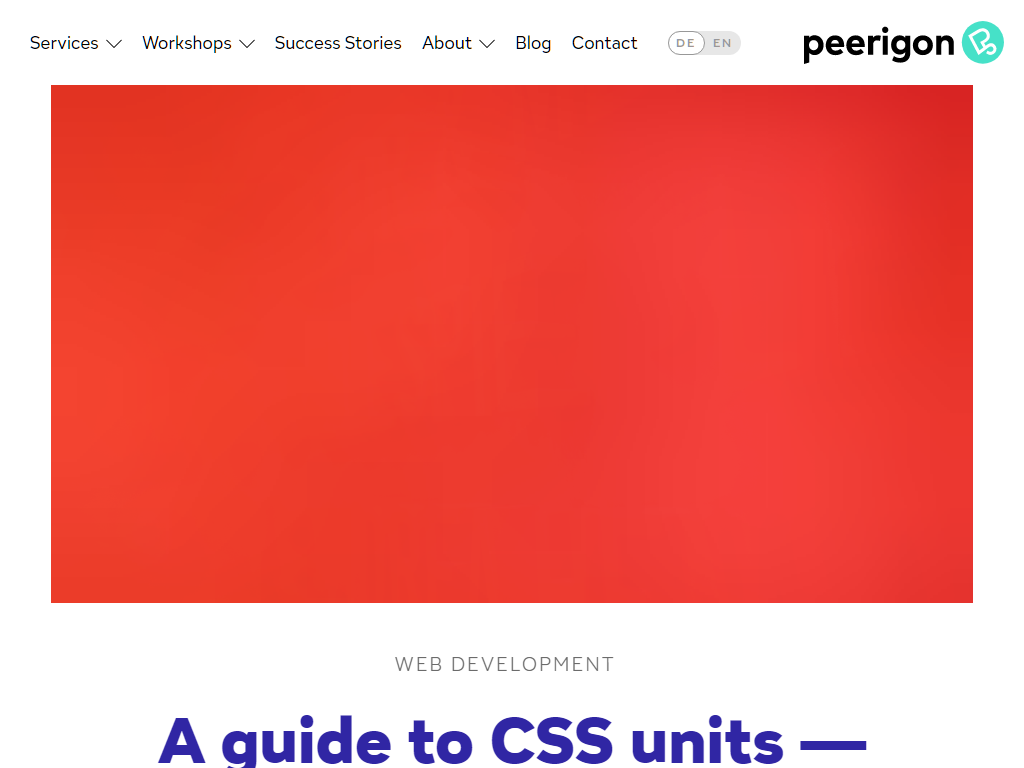 Services Workshops Success Stories About Blog Contact DE EN peerigon
WEB DEVELOPMENT
A guide to CSS units —